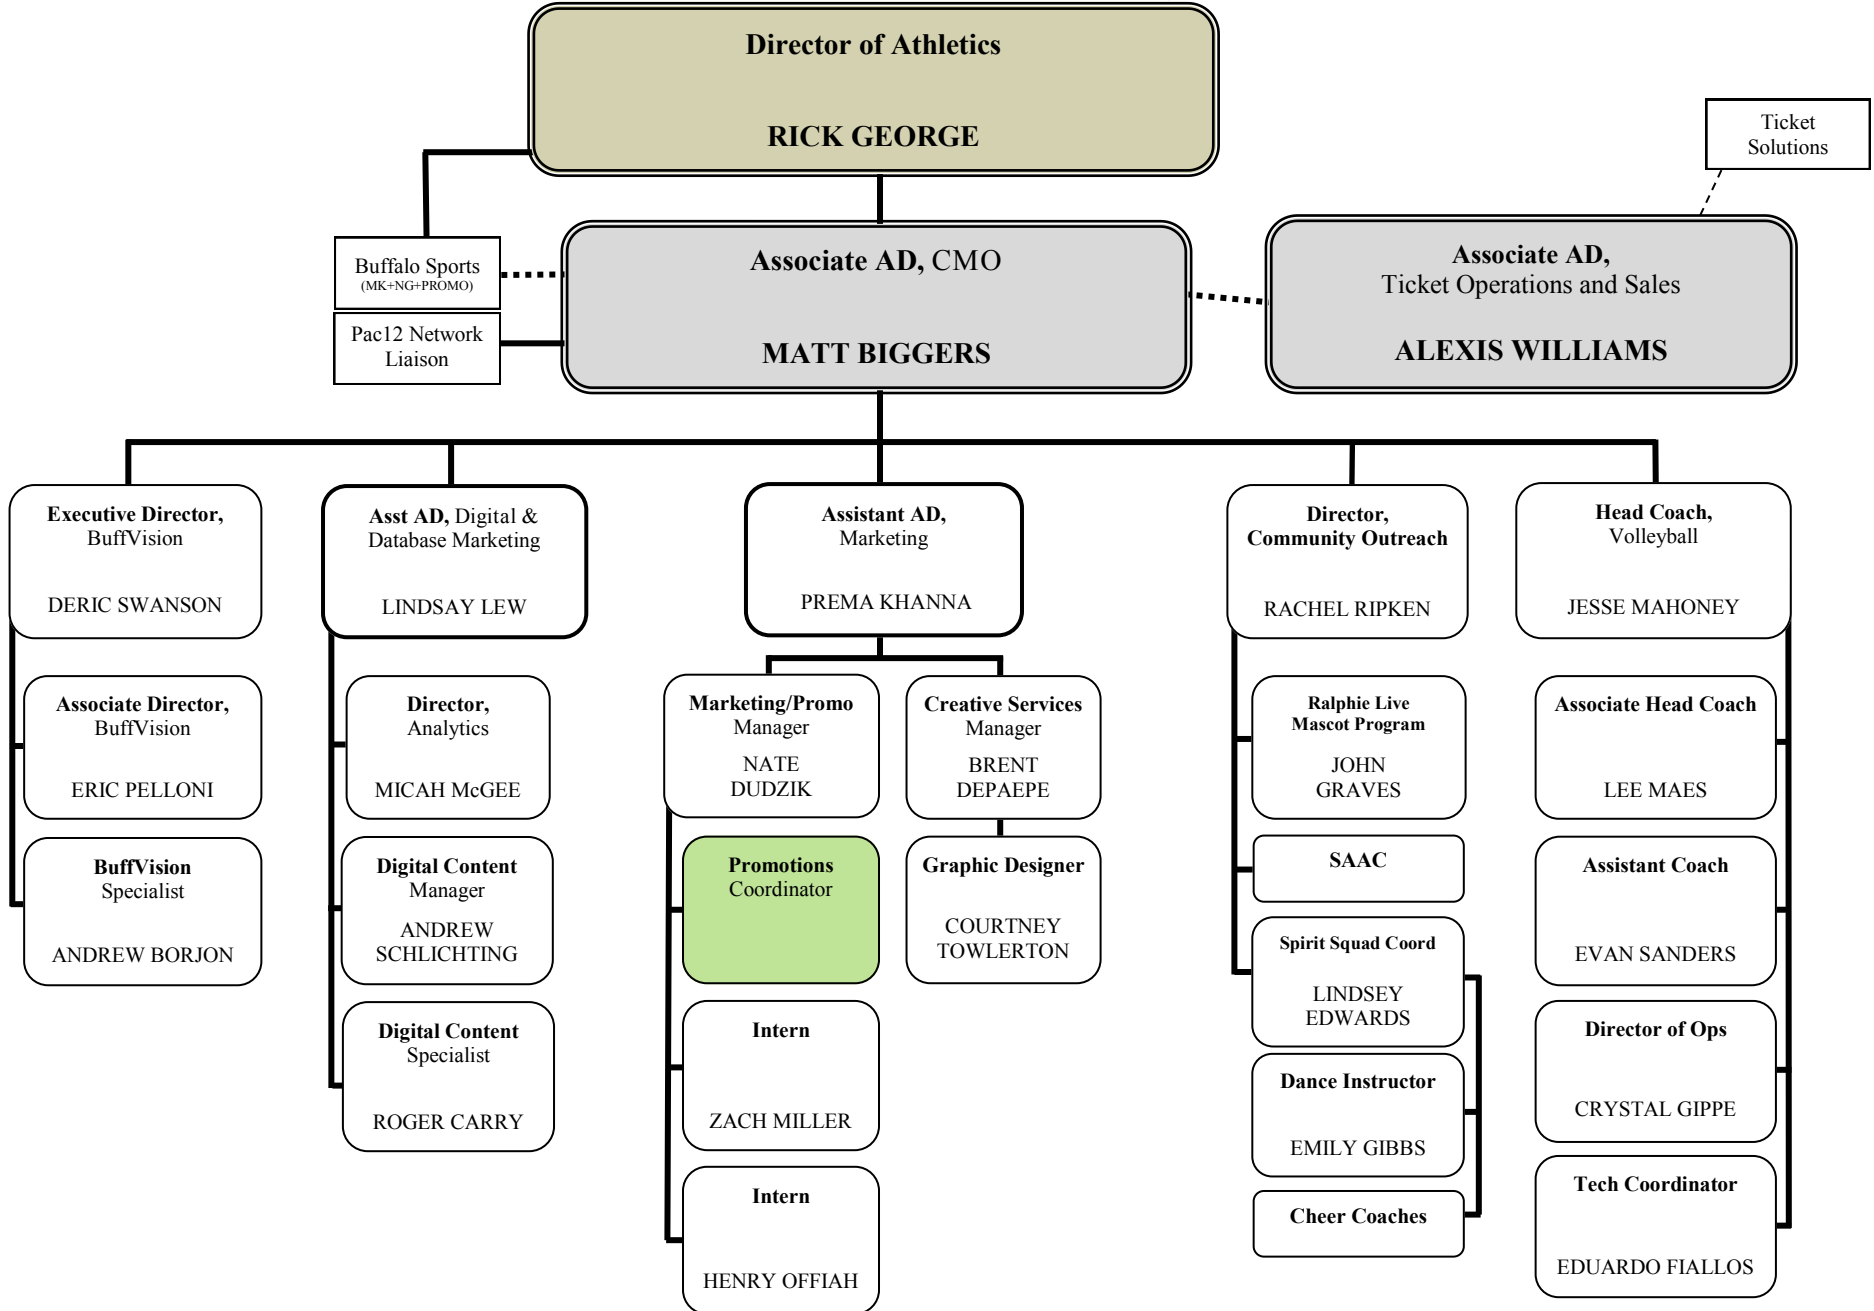 Director of Athletics
RICK GEORGE
Ticket
Solutions
Buffalo Sports
(MK+NG+PROMO)
Pac12 Network
Liaison
Associate AD, CMO
MATT BIGGERS
Associate AD,
Ticket Operations and Sales
ALEXIS WILLIAMS
Executive Director,
BuffVision
DERIC SWANSON
Associate Director,
BuffVision
ERIC PELLONI
BuffVision
Specialist
ANDREW BORJON
Asst AD, Digital &
Database Marketing
LINDSAY LEW
Director,
Analytics
MICAH McGEE
Digital Content
Manager
ANDREW
SCHLICHTING
Digital Content
Specialist
ROGER CARRY
Assistant AD,
Marketing
PREMA KHANNA
Marketing/Promo
Manager
NATE
DUDZIK
Promotions
Coordinator
Intern
ZACH MILLER
Intern
HENRY OFFIAH
Creative Services
Manager
BRENT
DEPAEPE
Graphic Designer
COURTNEY
TOWLERTON
Director,
Community Outreach
RACHEL RIPKEN
Ralphie Live
Mascot Program
JOHN
GRAVES
SAAC
Spirit Squad Coord
LINDSEY
EDWARDS
Dance Instructor
EMILY GIBBS
Cheer Coaches
Head Coach,
Volleyball
JESSE MAHONEY
Associate Head Coach
LEE MAES
Assistant Coach
EVAN SANDERS
Director of Ops
CRYSTAL GIPPE
Tech Coordinator
EDUARDO FIALLOS